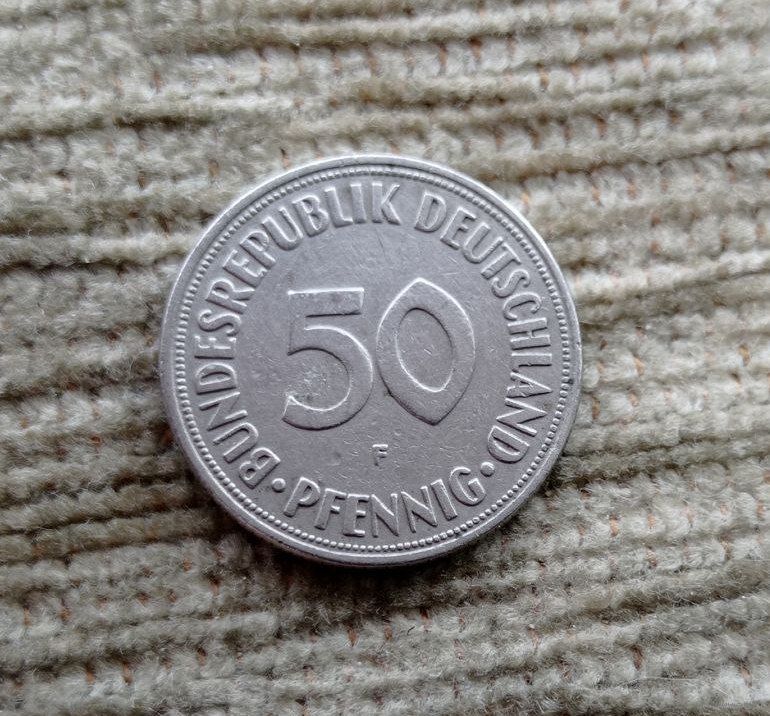 BUNDESREPUBLIK DEUTSCHLAND
50
F
• PFENNIG •